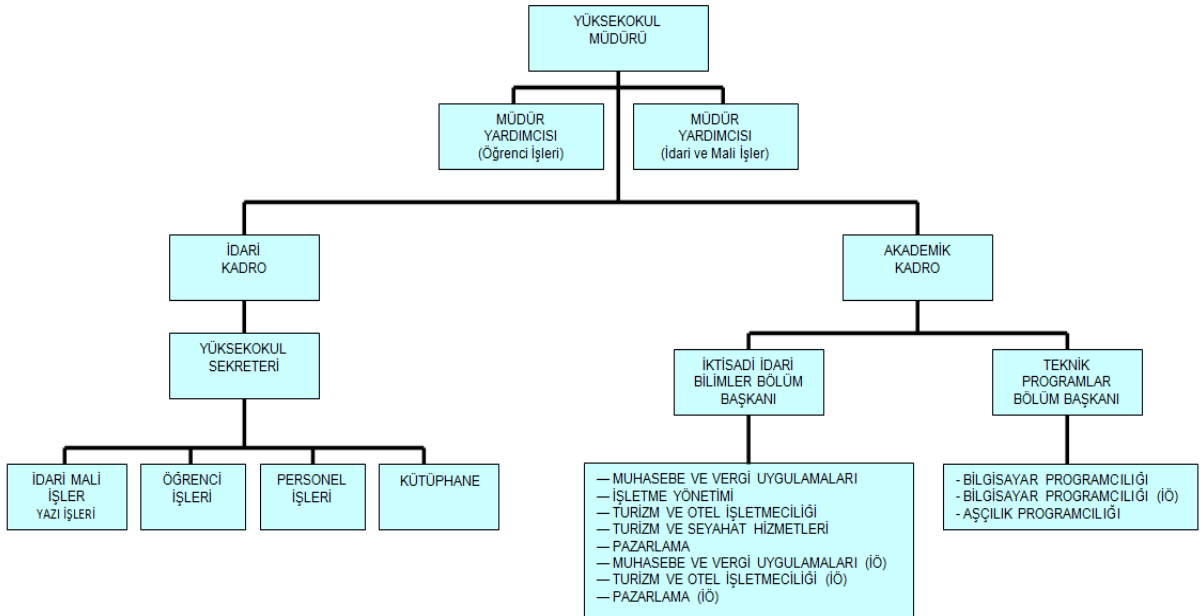 YÜKSEKOKUL
MÜDÜRÜ
MÜDÜR
YARDIMCISI
(Öğrenci İşleri)
MÜDÜR
YARDIMCISI
(İdari ve Mali İşler)
İDARİ
KADRO
AKADEMİK
KADRO
YÜKSEKOKUL
SEKRETERİ
İKTİSADİ İDARİ
BİLİMLER BÖLÜM
BAŞKANI
TEKNİK
PROGRAMLAR
BÖLÜM BAŞKANI
İDARİ MALİ
İŞLER
YAZI İŞLERİ
ÖĞRENCİ
İŞLERİ
PERSONEL
İŞLERİ
KÜTÜPHANE
— MUHASEBE VE VERGİ UYGULAMALARI
— İŞLETME YÖNETİMİ
— TURİZM VE OTEL İŞLETMECİLİĞİ
— TURİZM VE SEYAHAT HİZMETLERİ
— PAZARLAMA
— MUHASEBE VE VERGİ UYGULAMALARI (İÖ)
— TURİZM VE OTEL İŞLETMECİLİĞİ (İÖ)
— PAZARLAMA (İÖ)
- BİLGİSAYAR PROGRAMCILIĞI
- BİLGİSAYAR PROGRAMCILIĞI (İÖ)
- AŞÇILIK PROGRAMCILIĞI